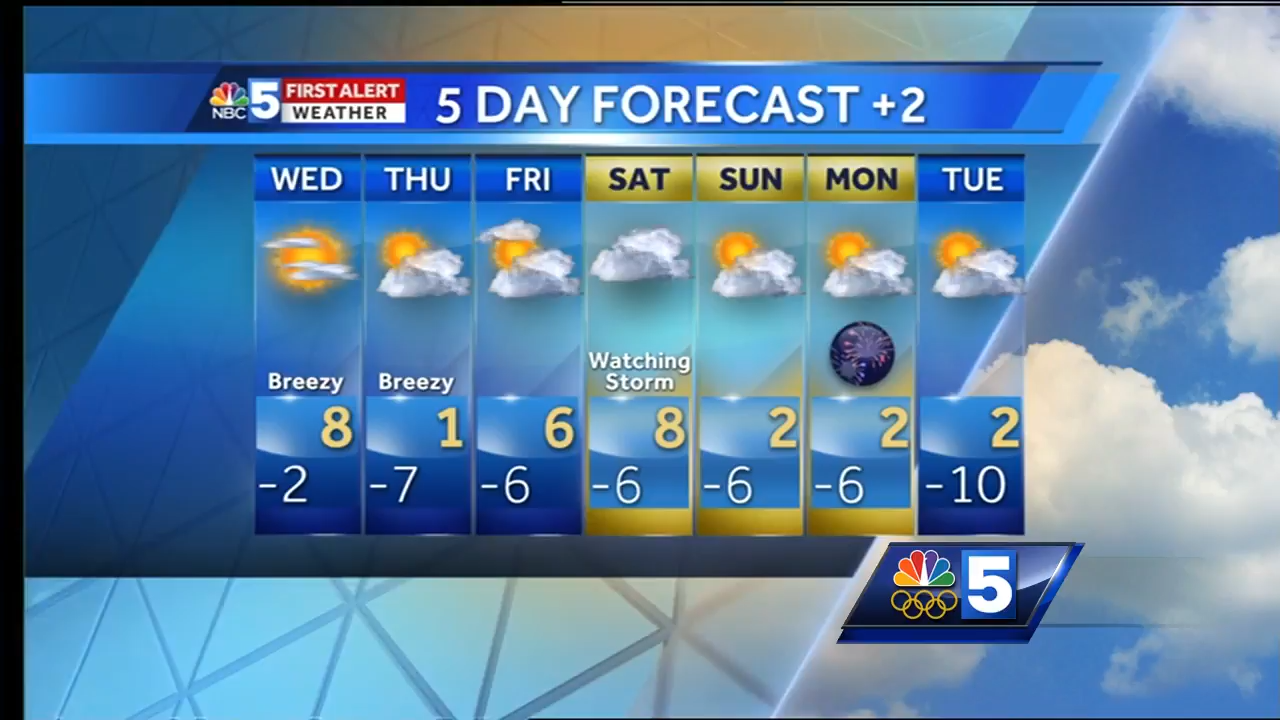 NBC 5 FIRST ALERT WEATHER
5 DAY FORECAST +2
WED THU FRI SAT SUN MON TUE
Breezy Breezy Watching Storm
8 1 6 8 2 2 2
-2 -7 -6 -6 -6 -6 -10
5